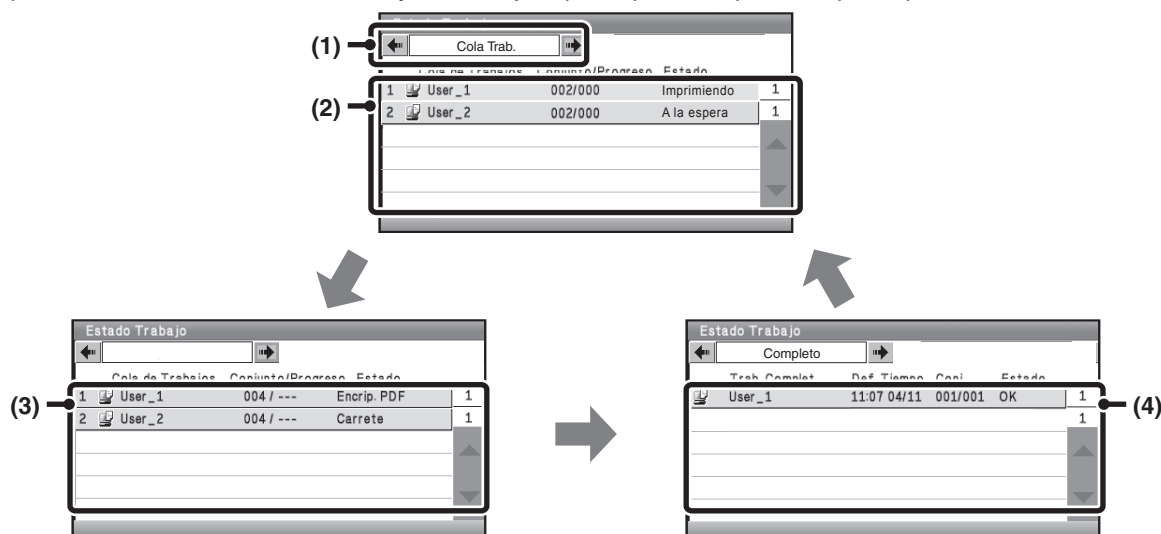 (1)
Cola Trab.
Cola de Trabajos Conjunto/Progreso Estado
(2)
1 User_1 002/000 Imprimiendo 1
2 User_2 002/000 A la espera 1
Estado Trabajo
Cola de Trabajos Conjunto/Progreso Estado
(3)
1 User_1 004 / --- Encrip. PDF 1
2 User_2 004 / --- Carrete 1
Estado Trabajo
Completo
Trab. Complet. Def. Tiempo Conj. Estado
User_1 11:07 04/11 001/001 OK 1
1
(4)